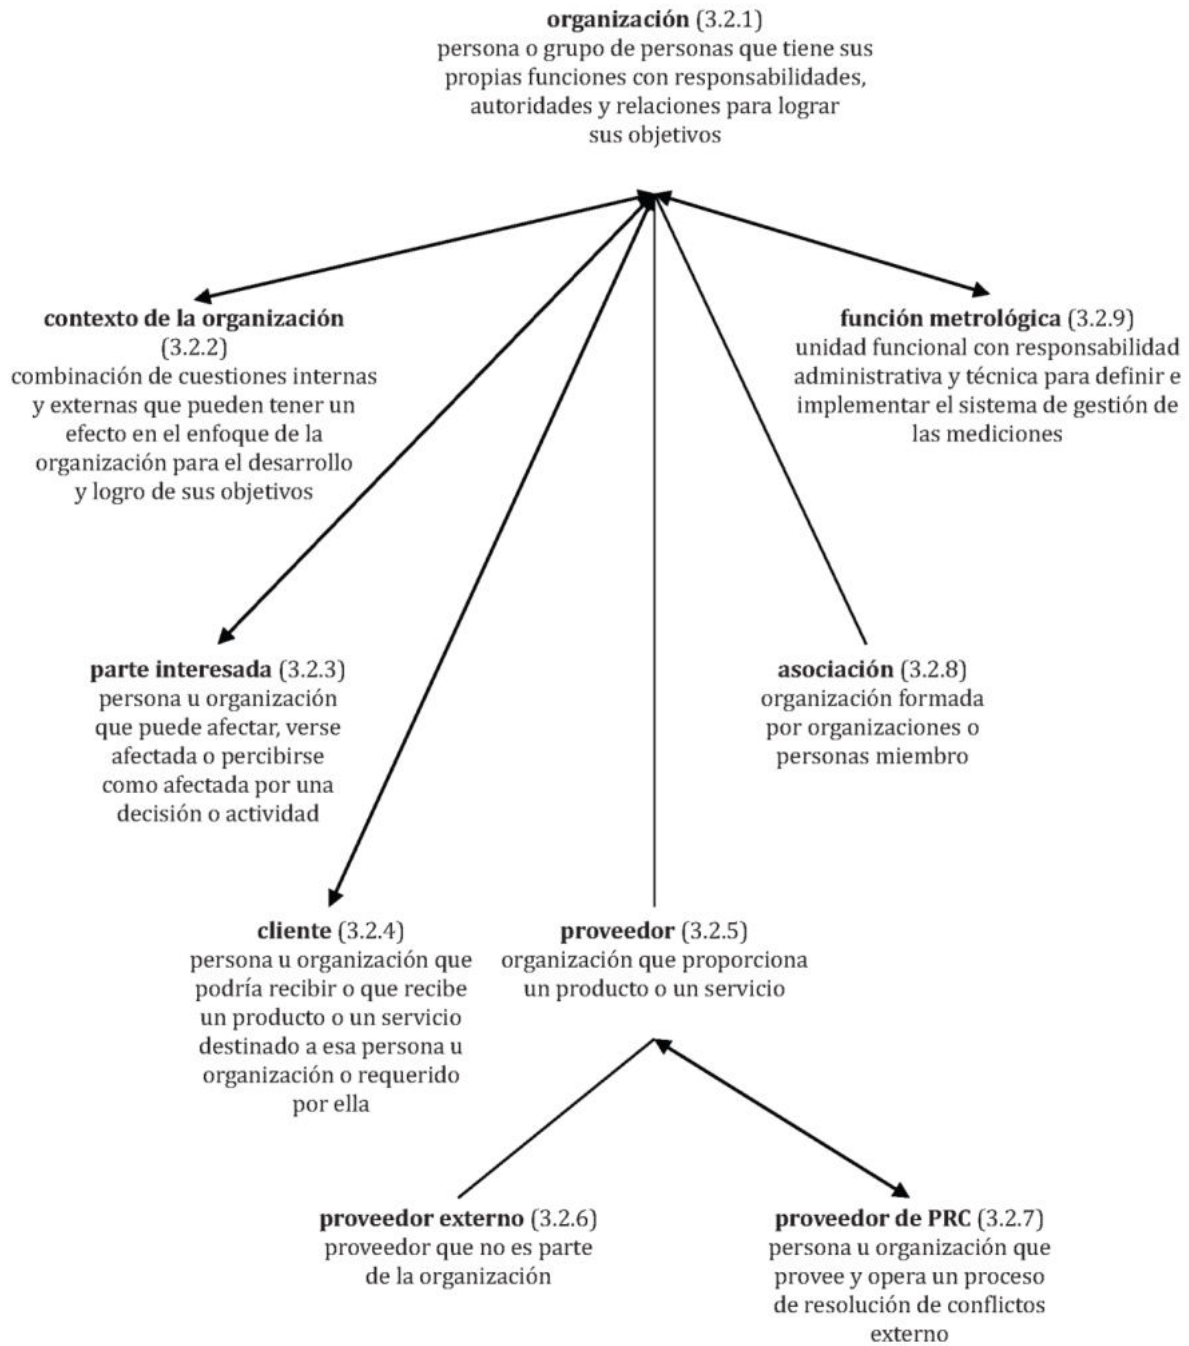 organización (3.2.1)
persona o grupo de personas que tiene sus
propias funciones con responsabilidades,
autoridades y relaciones para lograr
sus objetivos
contexto de la organización
(3.2.2)
combinación de cuestiones internas
y externas que pueden tener un
efecto en el enfoque de la
organización para el desarrollo
y logro de sus objetivos
función metrológica (3.2.9)
unidad funcional con responsabilidad
administrativa y técnica para definir e
implementar el sistema de gestión de
las mediciones
parte interesada (3.2.3)
persona u organización
que puede afectar, verse
afectada o percibirse
como afectada por una
decisión o actividad
asociación (3.2.8)
organización formada
por organizaciones o
personas miembro
cliente (3.2.4)
persona u organización que
podría recibir o que recibe
un producto o un servicio
destinado a esa persona u
organización o requerido
por ella
proveedor (3.2.5)
organización que proporciona
un producto o un servicio
proveedor externo (3.2.6)
proveedor que no es parte
de la organización
proveedor de PRC (3.2.7)
persona u organización que
provee y opera un proceso
de resolución de conflictos
externo